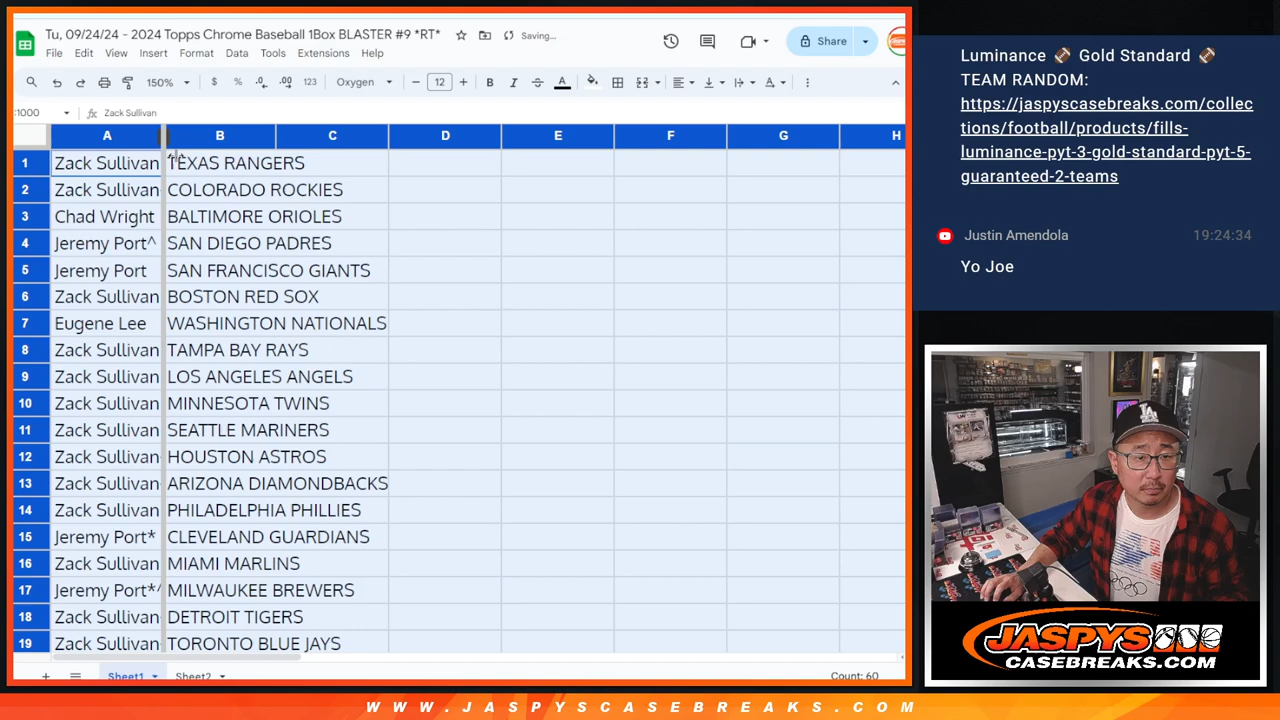 Tu, 09/24/24 - 2024 Topps Chrome Baseball 1Box BLASTER #9 *RT*
Saving...
File Edit View Insert Format Data Tools Extensions Help
Share
150%
$ % .0 .00 123
Oxygen
12
B I A
:1000
fx Zack Sullivan
A B C D E F G H
1 Zack Sullivan TEXAS RANGERS
2 Zack Sullivan COLORADO ROCKIES
3 Chad Wright BALTIMORE ORIOLES
4 Jeremy Port^ SAN DIEGO PADRES
5 Jeremy Port SAN FRANCISCO GIANTS
6 Zack Sullivan BOSTON RED SOX
7 Eugene Lee WASHINGTON NATIONALS
8 Zack Sullivan TAMPA BAY RAYS
9 Zack Sullivan LOS ANGELES ANGELS
10 Zack Sullivan MINNESOTA TWINS
11 Zack Sullivan SEATTLE MARINERS
12 Zack Sullivan HOUSTON ASTROS
13 Zack Sullivan ARIZONA DIAMONDBACKS
14 Zack Sullivan PHILADELPHIA PHILLIES
15 Jeremy Port* CLEVELAND GUARDIANS
16 Zack Sullivan MIAMI MARLINS
17 Jeremy Port*^ MILWAUKEE BREWERS
18 Zack Sullivan DETROIT TIGERS
19 Zack Sullivan TORONTO BLUE JAYS
Sheet1 Sheet2
Count: 60
Luminance 🏈 Gold Standard 🏈
TEAM RANDOM:
https://jaspyscasebreaks.com/collec
tions/football/products/fills-
luminance-pyt-3-gold-standard-pyt-5-
guaranteed-2-teams
Justin Amendola 19:24:34
Yo Joe
LA
JASPYS
CASEBREAKS.COM
WWW.JASPYSCASEBREAKS.COM